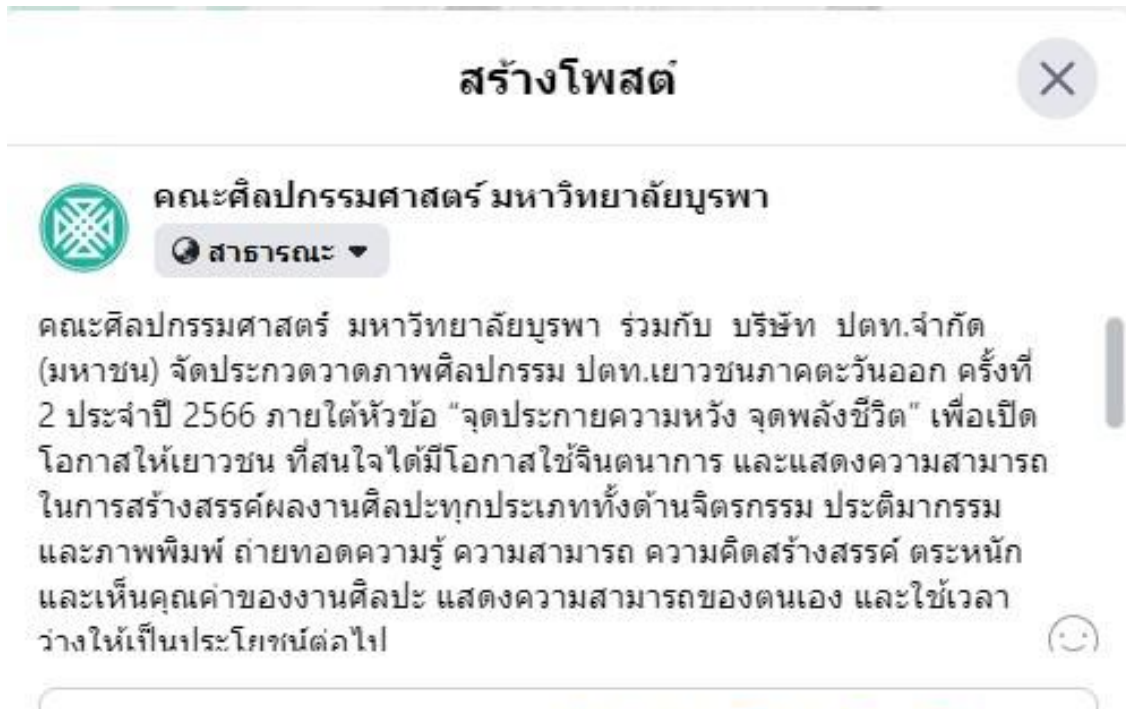 สร้างโพสต์
คณะศิลปกรรมศาสตร์ มหาวิทยาลัยบูรพา
สาธารณะ
คณะศิลปกรรมศาสตร์ มหาวิทยาลัยบูรพา ร่วมกับ บริษัท ปตท.จำกัด
(มหาชน) จัดประกวดวาดภาพศิลปกรรม ปตท.เยาวชนภาคตะวันออก ครั้งที่
2 ประจำปี 2566 ภายใต้หัวข้อ “จุดประกายความหวัง จุดพลังชีวิต” เพื่อเปิด
โอกาสให้เยาวชน ที่สนใจได้มีโอกาสใช้จินตนาการ และแสดงความสามารถ
ในการสร้างสรรค์ผลงานศิลปะทุกประเภททั้งด้านจิตรกรรม ประติมากรรม
และภาพพิมพ์ ถ่ายทอดความรู้ ความสามารถ ความคิดสร้างสรรค์ ตระหนัก
และเห็นคุณค่าของงานศิลปะ แสดงความสามารถของตนเอง และใช้เวลา
ว่างให้เป็นประโยชน์ต่อไป